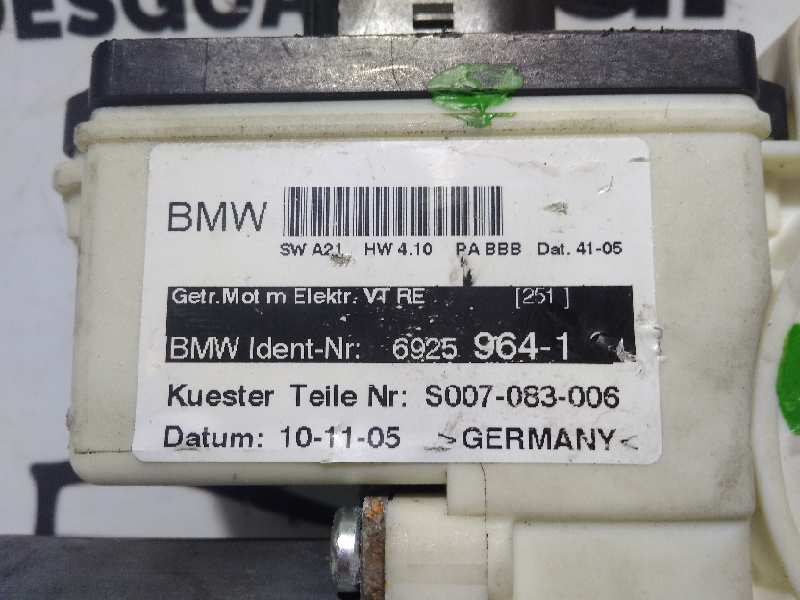 BMW
SW A21 HW 4.10 PA BBB Dat. 41-05
Getr.Mot m Elektr. VT RE [251]
BMW Ident-Nr: 6925 964-1
Kuester Teile Nr: S007-083-006
Datum: 10-11-05 >GERMANY<